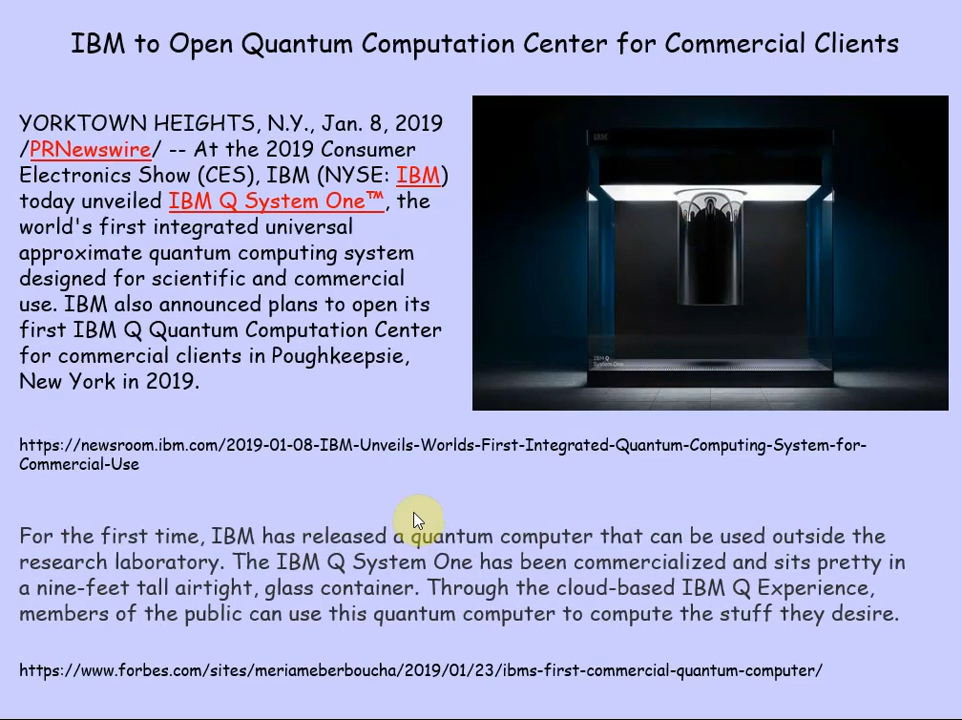 IBM to Open Quantum Computation Center for Commercial Clients
YORKTOWN HEIGHTS, N.Y., Jan. 8, 2019
/PRNewswire/ -- At the 2019 Consumer
Electronics Show (CES), IBM (NYSE: IBM)
today unveiled IBM Q System One™, the
world's first integrated universal
approximate quantum computing system
designed for scientific and commercial
use. IBM also announced plans to open its
first IBM Q Quantum Computation Center
for commercial clients in Poughkeepsie,
New York in 2019.
IBM
IBM Q
System One
https://newsroom.ibm.com/2019-01-08-IBM-Unveils-Worlds-First-Integrated-Quantum-Computing-System-for-
Commercial-Use
For the first time, IBM has released a quantum computer that can be used outside the
research laboratory. The IBM Q System One has been commercialized and sits pretty in
a nine-feet tall airtight, glass container. Through the cloud-based IBM Q Experience,
members of the public can use this quantum computer to compute the stuff they desire.
https://www.forbes.com/sites/meriameberboucha/2019/01/23/ibms-first-commercial-quantum-computer/